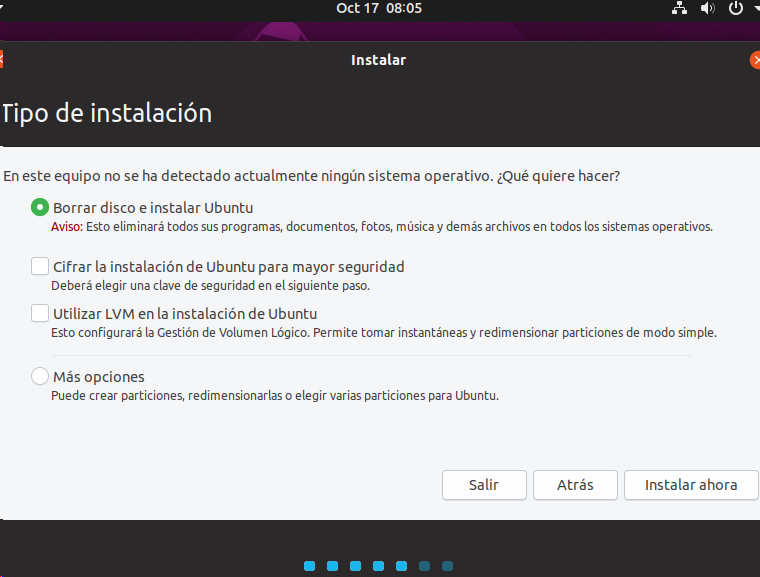 Oct 17 08:05
Instalar
Tipo de instalación
En este equipo no se ha detectado actualmente ningún sistema operativo. ¿Qué quiere hacer?
Borrar disco e instalar Ubuntu
Aviso: Esto eliminará todos sus programas, documentos, fotos, música y demás archivos en todos los sistemas operativos.
Cifrar la instalación de Ubuntu para mayor seguridad
Deberá elegir una clave de seguridad en el siguiente paso.
Utilizar LVM en la instalación de Ubuntu
Esto configurará la Gestión de Volumen Lógico. Permite tomar instantáneas y redimensionar particiones de modo simple.
Más opciones
Puede crear particiones, redimensionarlas o elegir varias particiones para Ubuntu.
Salir Atrás Instalar ahora